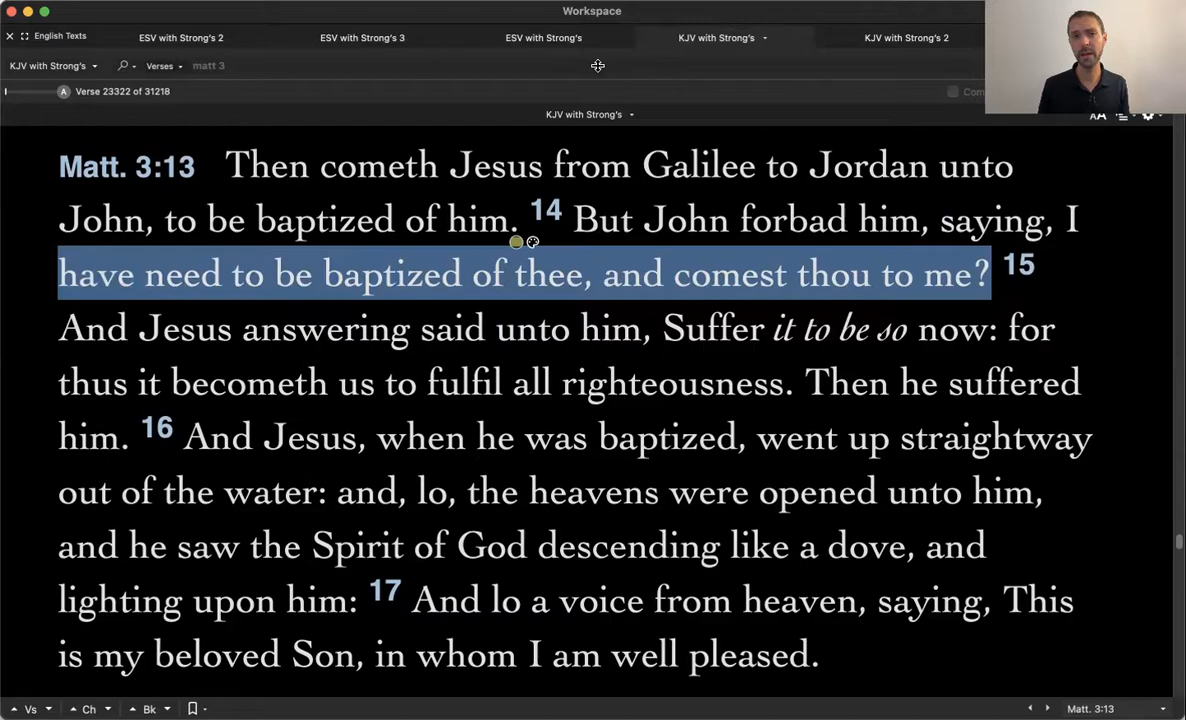 Workspace
English Texts
ESV with Strong's 2
ESV with Strong's 3
ESV with Strong's
KJV with Strong's
KJV with Strong's 2
KJV with Strong's
Verses
matt 3
A
Verse 23322 of 31218
KJV with Strong's
AA
Matt. 3:13 Then cometh Jesus from Galilee to Jordan unto
John, to be baptized of him. 14 But John forbad him, saying, I
have need to be baptized of thee, and comest thou to me? 15
And Jesus answering said unto him, Suffer it to be so now: for
thus it becometh us to fulfil all righteousness. Then he suffered
him. 16 And Jesus, when he was baptized, went up straightway
out of the water: and, lo, the heavens were opened unto him,
and he saw the Spirit of God descending like a dove, and
lighting upon him: 17 And lo a voice from heaven, saying, This
is my beloved Son, in whom I am well pleased.
Vs
Ch
Bk
Matt. 3:13